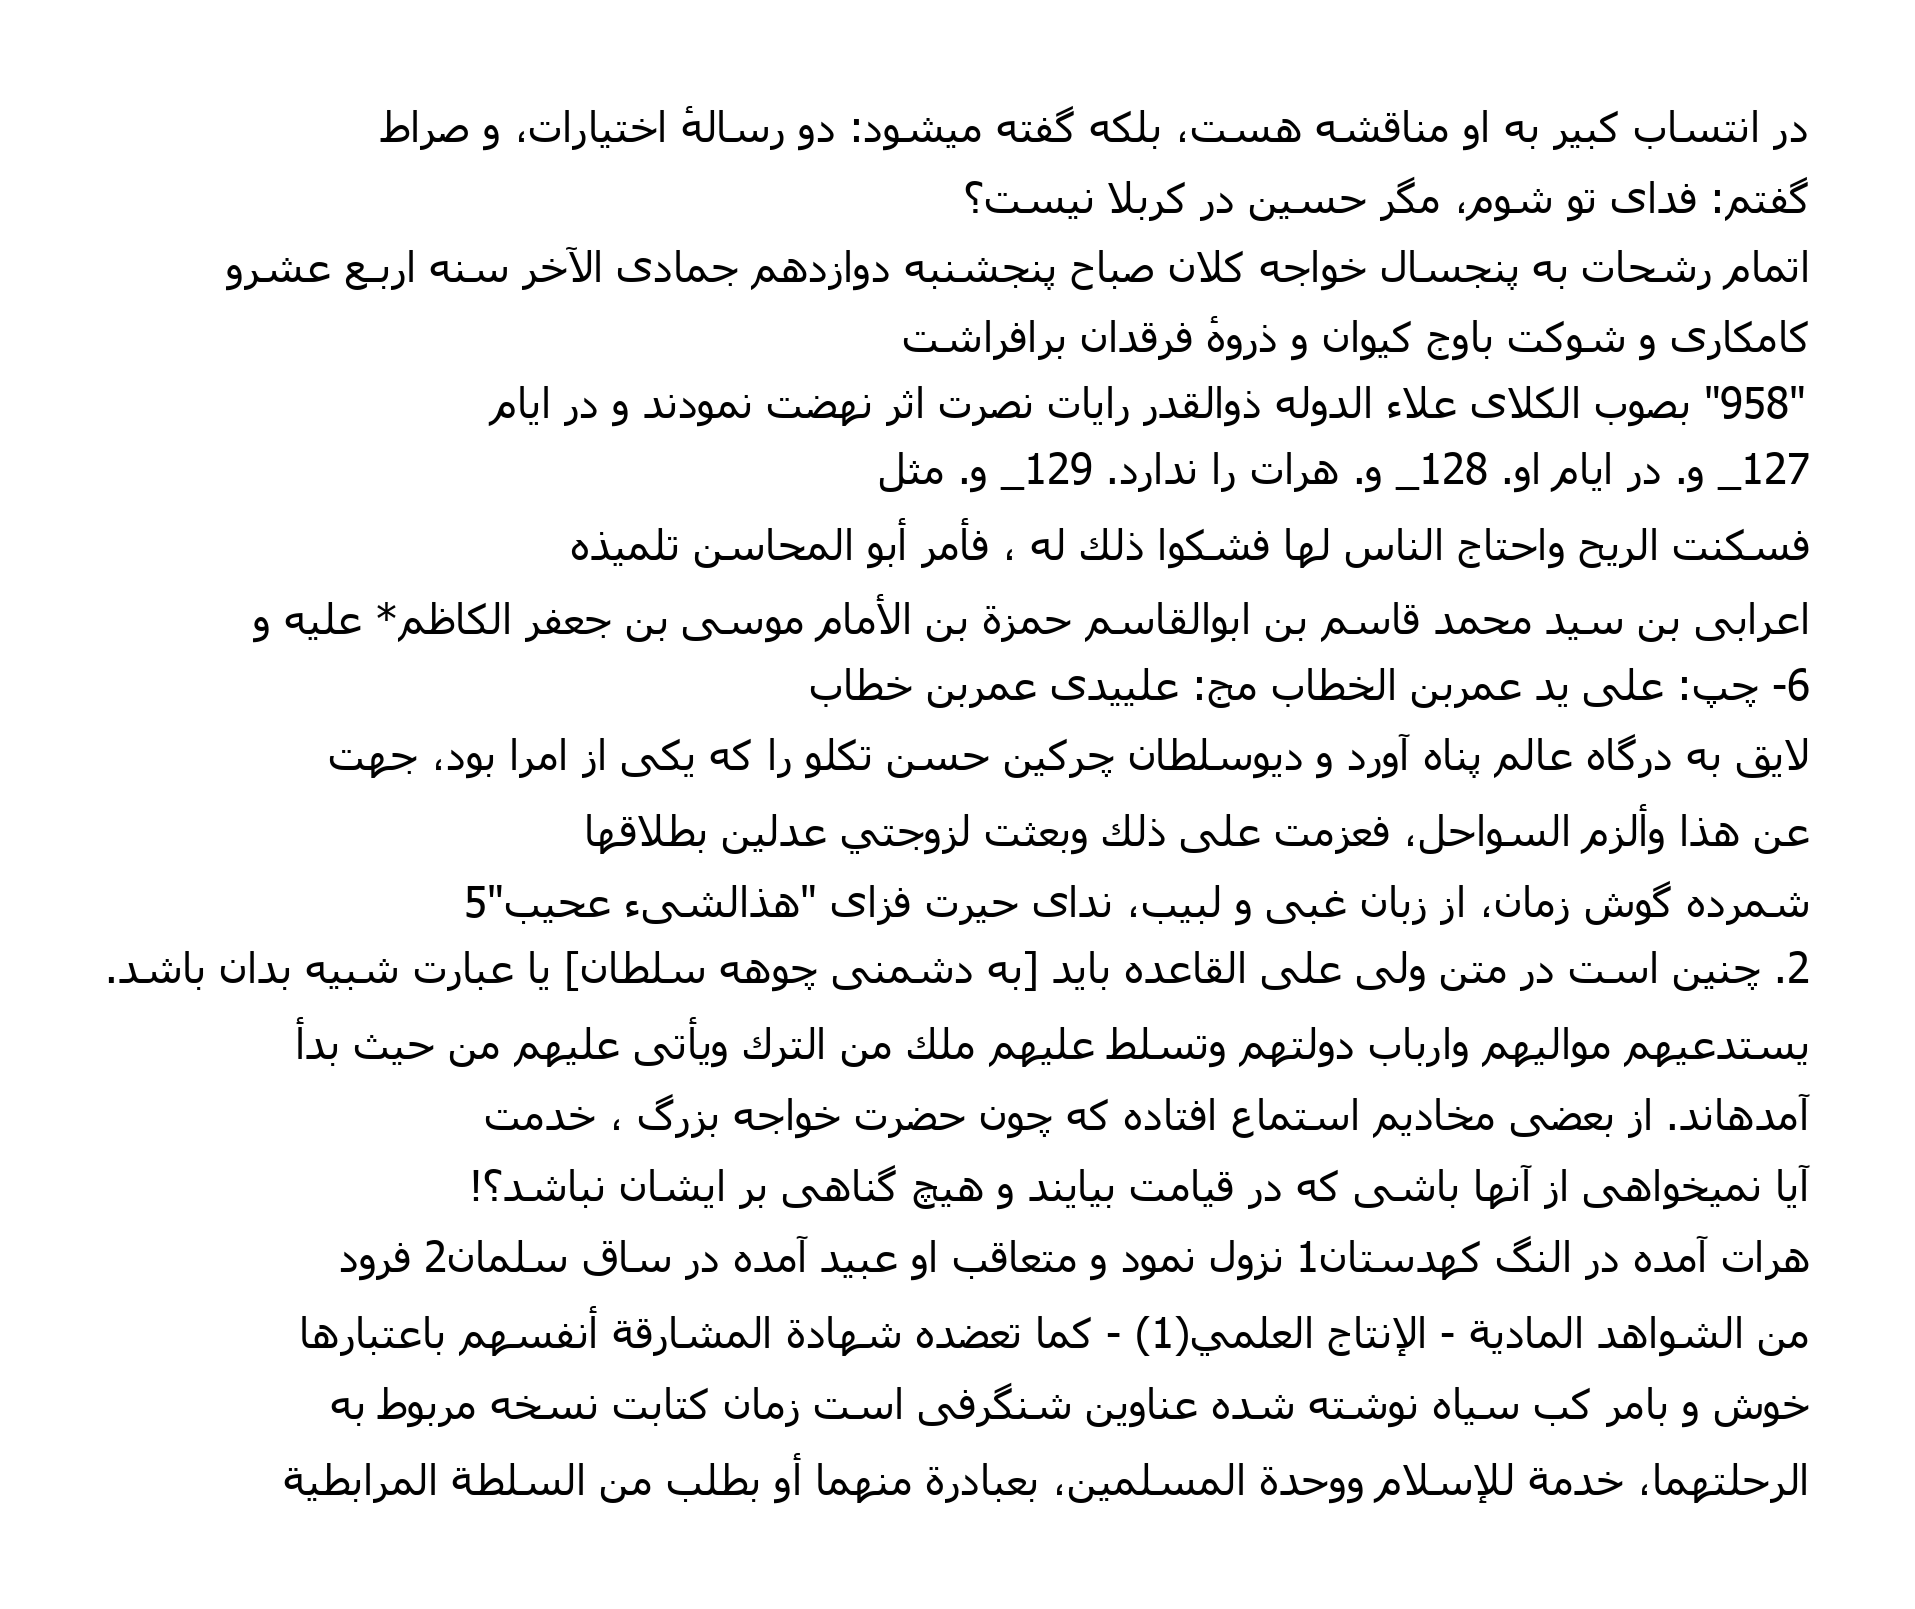 در انتساب کبیر به او مناقشه هست، بلکه گفته میشود: دو رسالهٔ اختیارات، و صراط
گفتم: فدای تو شوم، مگر حسین در کربلا نیست؟
اتمام رشحات به پنجسال خواجه کلان صباح پنجشنبه دوازدهم جمادی الآخر سنه اربع عشرو
کامکاری و شوکت باوج کیوان و ذروهٔ فرقدان برافراشت
"958" بصوب الکلای علاء الدوله ذوالقدر رایات نصرت اثر نهضت نمودند و در ایام
127_ و. در ایام او. 128_ و. هرات را ندارد. 129_ و. مثل
فسكنت الريح واحتاج الناس لها فشكوا ذلك له ، فأمر أبو المحاسن تلميذه
اعرابی بن سید محمد قاسم بن ابوالقاسم حمزة بن الأمام موسی بن جعفر الکاظم* علیه و
6- چپ: علی ید عمربن الخطاب مج: علییدی عمربن خطاب
لایق به درگاه عالم پناه آورد و دیوسلطان چرکین حسن تکلو را که یکی از امرا بود، جهت
عن هذا وألزم السواحل، فعزمت على ذلك وبعثت لزوجتي عدلين بطلاقها
شمرده گوش زمان، از زبان غبی و لبیب، ندای حیرت فزای "هذالشیء عحیب"5
2. چنین است در متن ولی علی القاعده باید [به دشمنی چوهه سلطان] یا عبارت شبیه بدان باشد.
يستدعيهم مواليهم وارباب دولتهم وتسلط عليهم ملك من الترك ويأتى عليهم من حيث بدأ
آمدهاند. از بعضی مخادیم استماع افتاده که چون حضرت خواجه بزرگ ، خدمت
آیا نمیخواهی از آنها باشی که در قیامت بیایند و هیچ گناهی بر ایشان نباشد؟!
هرات آمده در النگ کهدستان1 نزول نمود و متعاقب او عبید آمده در ساق سلمان2 فرود
من الشواهد المادية - الإنتاج العلمي(1) - كما تعضده شهادة المشارقة أنفسهم باعتبارها
خوش و بامر کب سیاه نوشته شده عناوین شنگرفی است زمان کتابت نسخه مربوط به
الرحلتهما، خدمة للإسلام ووحدة المسلمين، بعبادرة منهما أو بطلب من السلطة المرابطية